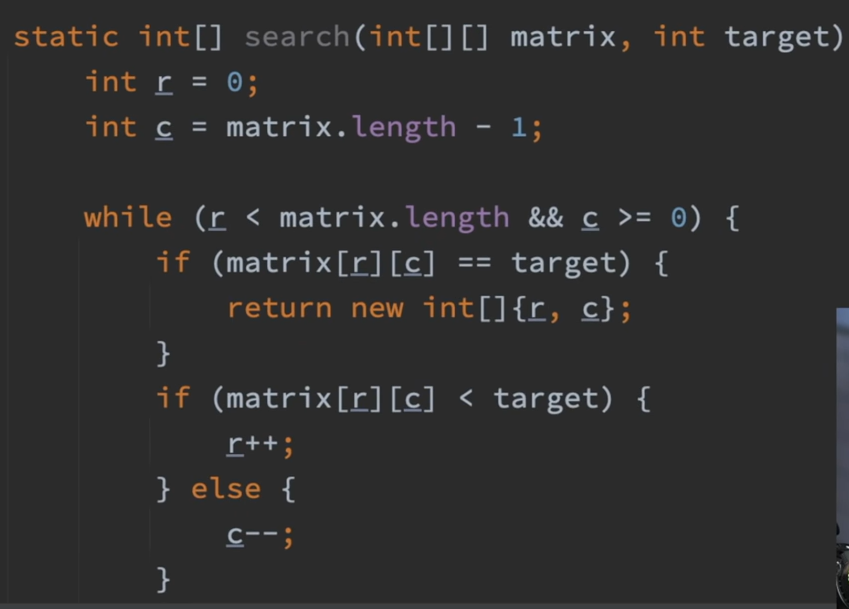 static int[] search(int[][] matrix, int target)
int r = 0;
int c = matrix.length - 1;
while (r < matrix.length && c >= 0) {
if (matrix[r][c] == target) {
return new int[]{r, c};
}
if (matrix[r][c] < target) {
r++;
} else {
c--;
}